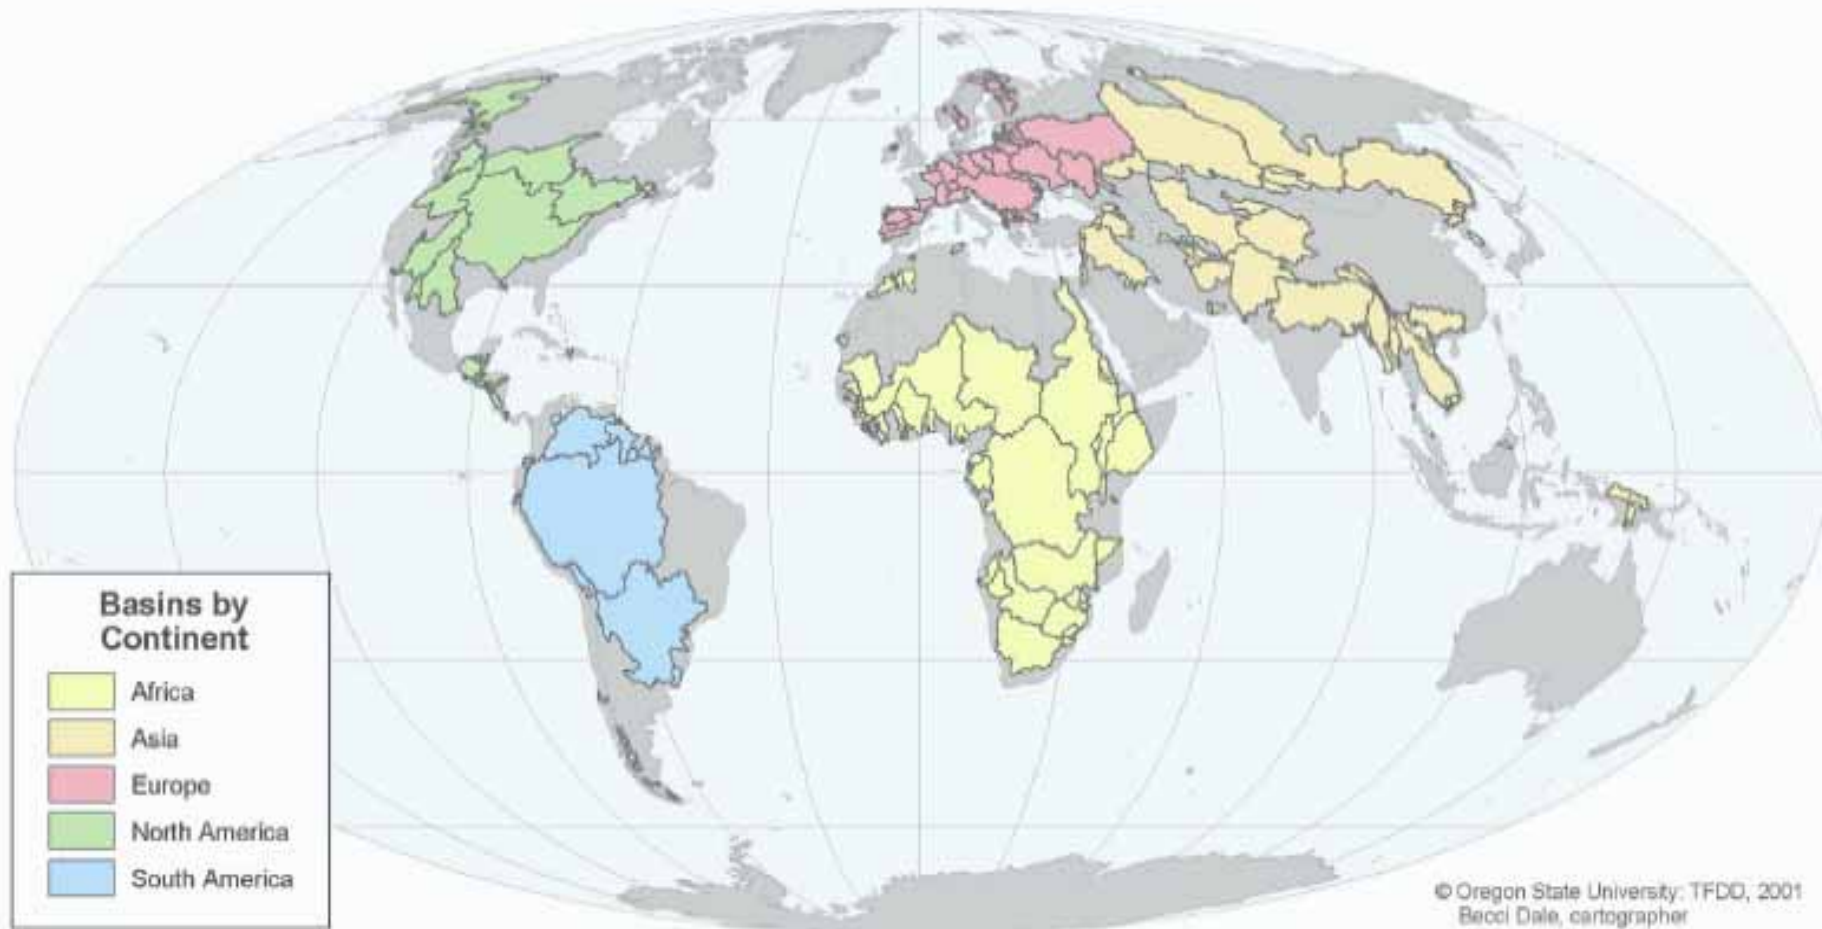 Basins by
Continent
Africa
Asia
Europe
North America
South America
© Oregon State University: TFDD, 2001
Becci Dale, cartographer